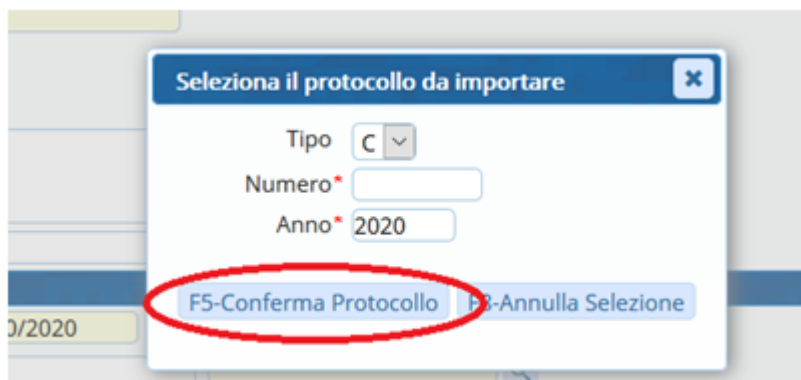 Seleziona il protocollo da importare
Tipo C
Numero*
Anno* 2020
F5-Conferma Protocollo -Annulla Selezione
0/2020